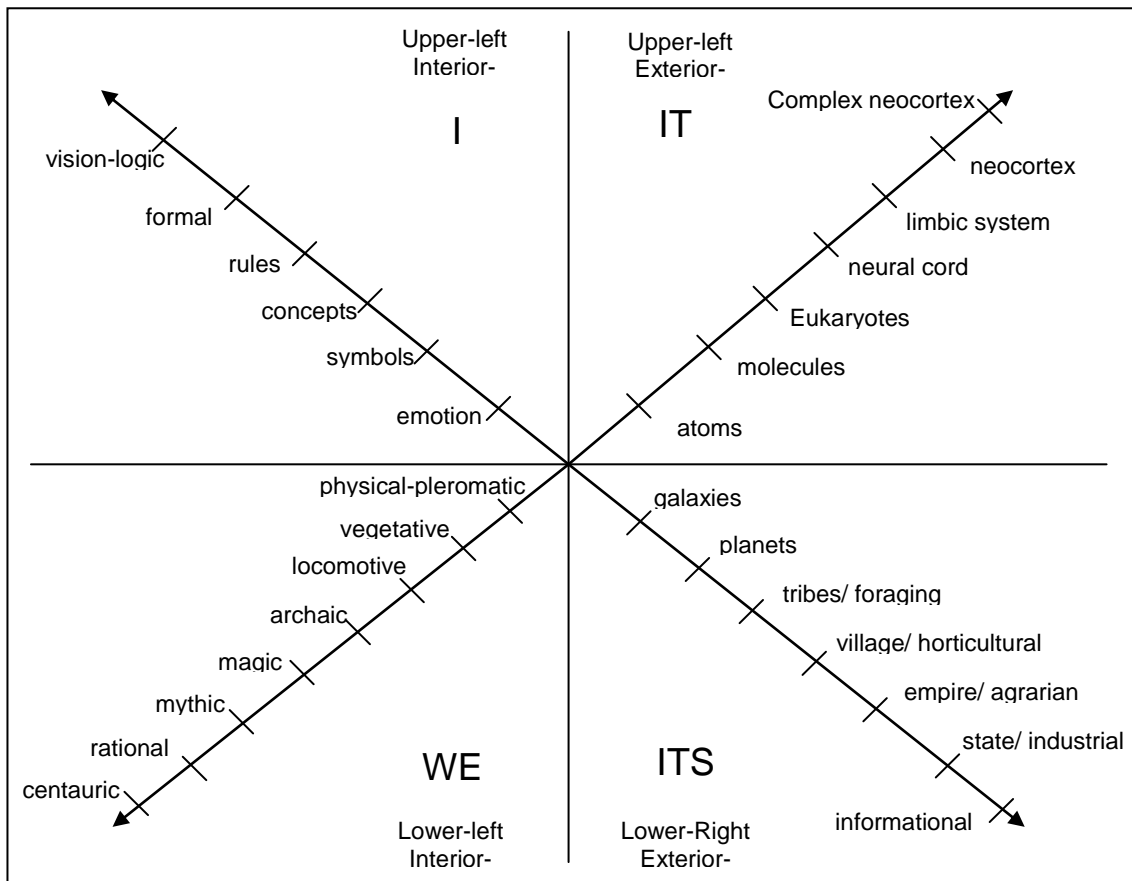 Upper-left
Interior-
I
vision-logic
formal
rules
concepts
symbols
emotion
Upper-left
Exterior-
IT
Complex neocortex
neocortex
limbic system
neural cord
Eukaryotes
molecules
atoms
physical-pleromatic
vegetative
locomotive
archaic
magic
mythic
rational
centauric
WE
Lower-left
Interior-
galaxies
planets
tribes/ foraging
village/ horticultural
empire/ agrarian
state/ industrial
informational
ITS
Lower-Right
Exterior-